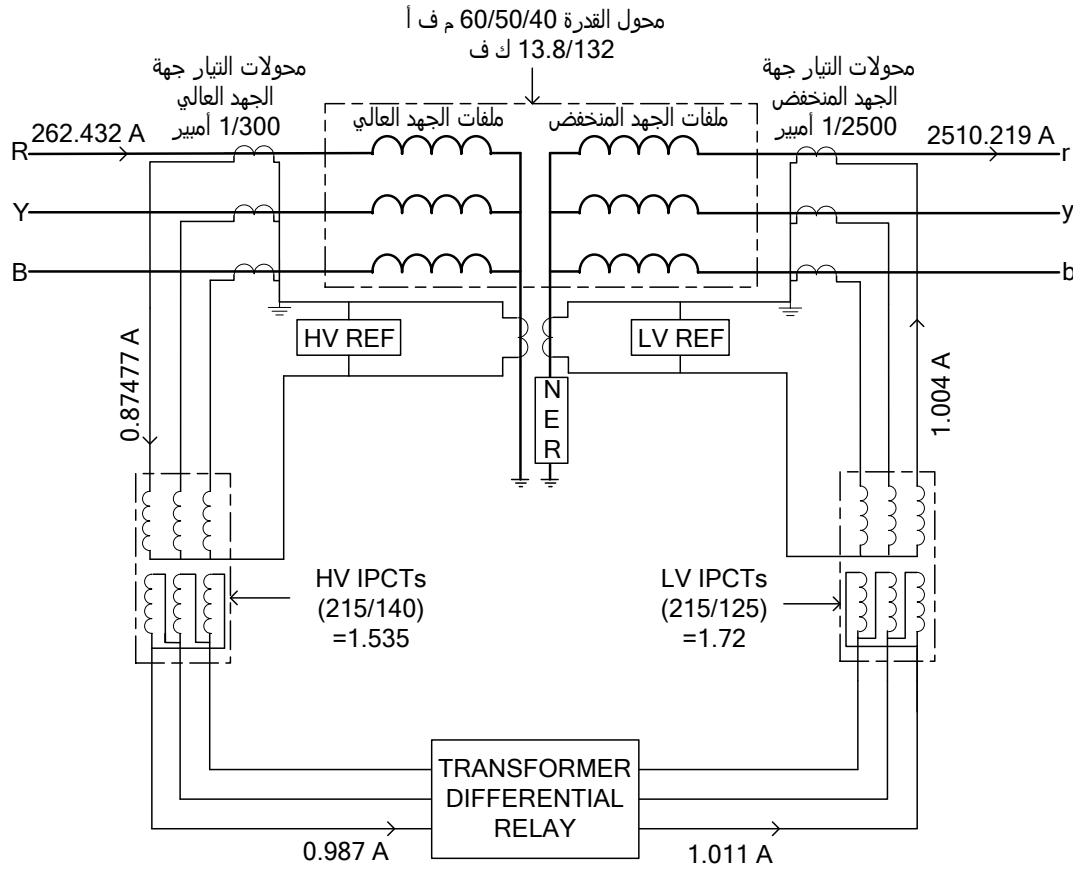 محول القدرة 60/50/40 م ف أ
13.8/132 ك ف
محولات التيار جهة
الجهد العالي
1/300 أمبير
محولات التيار جهة
الجهد المنخفض
1/2500 أمبير
ملفات الجهد العالي
ملفات الجهد المنخفض
262.432 A
2510.219 A
R
r
Y
y
B
b
HV REF
LV REF
N
E
R
0.87477 A
1.004 A
HV IPCTs
(215/140)
=1.535
LV IPCTs
(215/125)
=1.72
TRANSFORMER
DIFFERENTIAL
RELAY
0.987 A
1.011 A